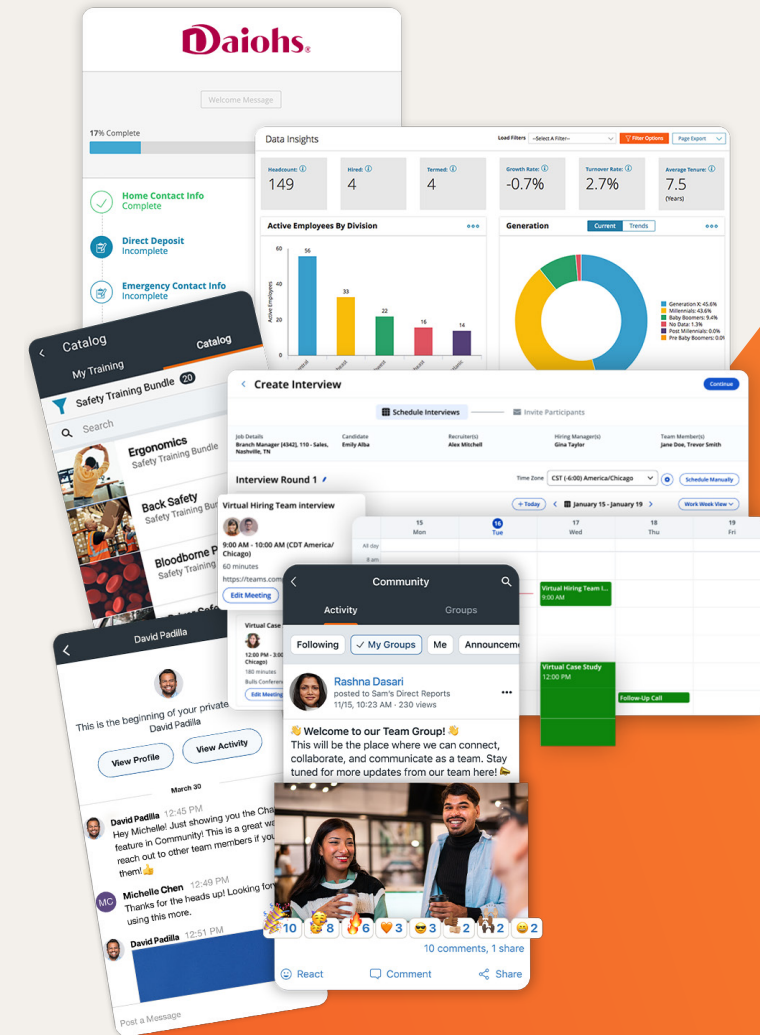 Daiohs®
Welcome Message
17% Complete
Home Contact Info
Complete
Direct Deposit
Incomplete
Emergency Contact Info
Incomplete
Data Insights
Load Filters
--Select A Filter--
Filter Options
Page Export
Headcount:
149
Hired:
4
Termed:
4
Growth Rate:
-0.7%
Turnover Rate:
2.7%
Average Tenure:
7.5
(Years)
Active Employees By Division
Active Employees
60
40
20
0
56
33
22
16
14
Generation
Current
Trends
Generation X: 45.6%
Millennials: 43.6%
Baby Boomers: 9.4%
No Data: 1.3%
Post Millennials: 0.0%
Pre Baby Boomers: 0.0%
Catalog
My Training
Catalog
Safety Training Bundle 20
Search
Ergonomics
Safety Training Bundle
Back Safety
Safety Training
Bloodborne
Safety Training
Create Interview
Continue
Schedule Interviews
Invite Participants
Job Details
Branch Manager [4342], 110 - Sales,
Nashville, TN
Candidate
Emily Alba
Recruiter(s)
Alex Mitchell
Hiring Manager(s)
Gina Taylor
Team Member(s)
Jane Doe, Trevor Smith
Interview Round 1
Time Zone
CST (-6:00) America/Chicago
Schedule Manually
+ Today
January 15 - January 19
Work Week View
15
Mon
16
Tue
17
Wed
18
Thu
19
Fri
All day
8 am
Virtual Hiring Team I...
9:00 AM
Virtual Case Study
12:00 PM
Follow-Up Call
Virtual Hiring Team interview
9:00 AM - 10:00 AM (CDT America/
Chicago)
60 minutes
https://teams.com
Edit Meeting
Virtual Case
12:00 PM - 3:00
Chicago)
180 minutes
Bulls Conference
Edit Meeting
Community
Activity
Groups
Following
My Groups
Me
Announcem
Rashna Dasari
posted to Sam's Direct Reports
11/15, 10:23 AM · 230 views
👋 Welcome to our Team Group! 👋
This will be the place where we can connect,
collaborate, and communicate as a team. Stay
tuned for more updates from our team here!
10 8 6 3 3 2 2 2
10 comments, 1 share
React
Comment
Share
David Padilla
This is the beginning of your private
David Padilla
View Profile
View Activity
March 30
David Padilla 12:45 PM
Hey Michelle! Just showing you the Cha
feature in Community! This is a great wa
reach out to other team members if you
them!👍
MC
Michelle Chen 12:49 PM
Thanks for the heads up! Looking forw
using this more.
David Padilla 12:51 PM
Post a Message